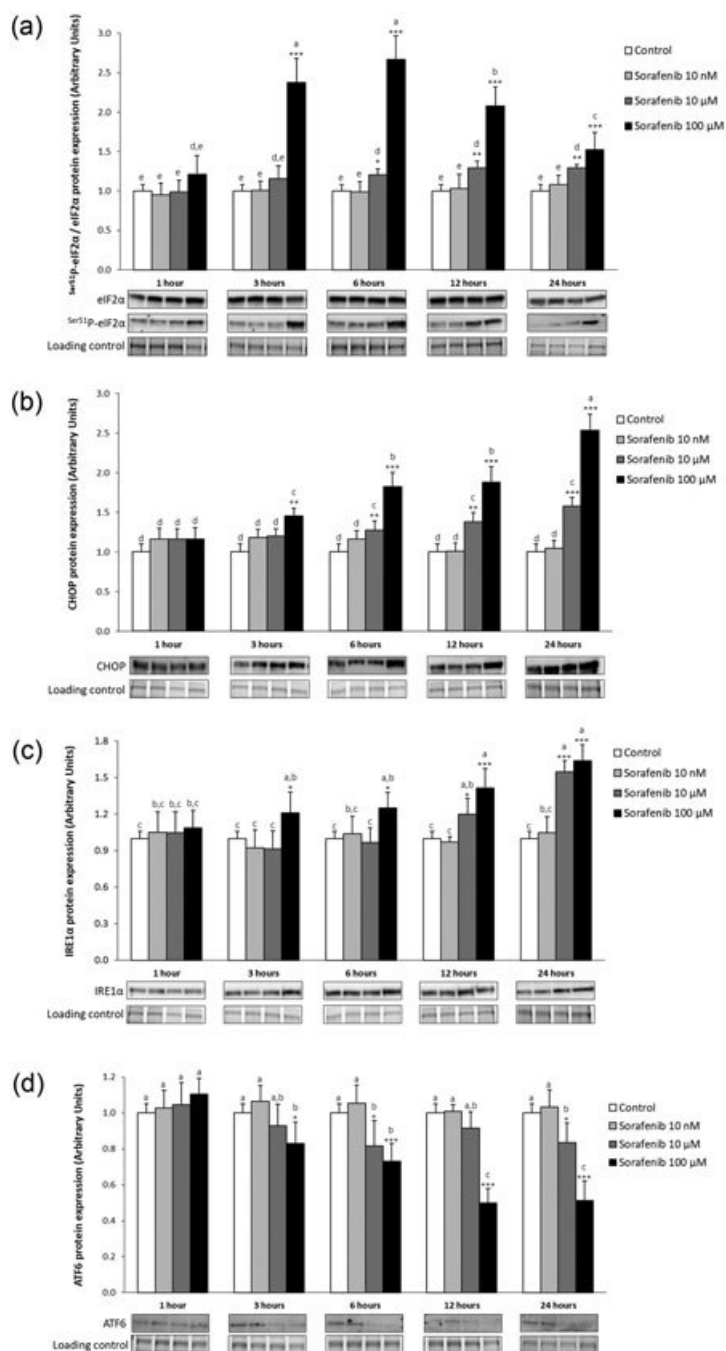 (a)
Ser51P-eIF2α / eIF2α protein expression (Arbitrary Units)
3.0
2.5
2.0
1.5
1.0
0.5
0.0
e e e d,e
e e d,e a ***
e e d * a ***
e e d ** b ***
e e d ** c ***
Control
Sorafenib 10 nM
Sorafenib 10 µM
Sorafenib 100 µM
1 hour 3 hours 6 hours 12 hours 24 hours
eIF2α
Ser51P-eIF2α
Loading control
(b)
CHOP protein expression (Arbitrary Units)
3.0
2.5
2.0
1.5
1.0
0.5
0.0
d d d d
d d d c **
d d c ** b ***
d d c ** b ***
d d c *** a ***
Control
Sorafenib 10 nM
Sorafenib 10 µM
Sorafenib 100 µM
1 hour 3 hours 6 hours 12 hours 24 hours
CHOP
Loading control
(c)
IRE1α protein expression (Arbitrary Units)
1.8
1.5
1.2
0.9
0.6
0.3
0.0
c b,c b,c b,c
c c c a,b *
c b,c c a,b *
c c a,b * a ***
c b,c a *** a ***
Control
Sorafenib 10 nM
Sorafenib 10 µM
Sorafenib 100 µM
1 hour 3 hours 6 hours 12 hours 24 hours
IRE1α
Loading control
(d)
ATF6 protein expression (Arbitrary Units)
1.2
1.0
0.8
0.6
0.4
0.2
0.0
a a a a
a a a,b b *
a a b * b ***
a a a,b c ***
a a b * c ***
Control
Sorafenib 10 nM
Sorafenib 10 µM
Sorafenib 100 µM
1 hour 3 hours 6 hours 12 hours 24 hours
ATF6
Loading control